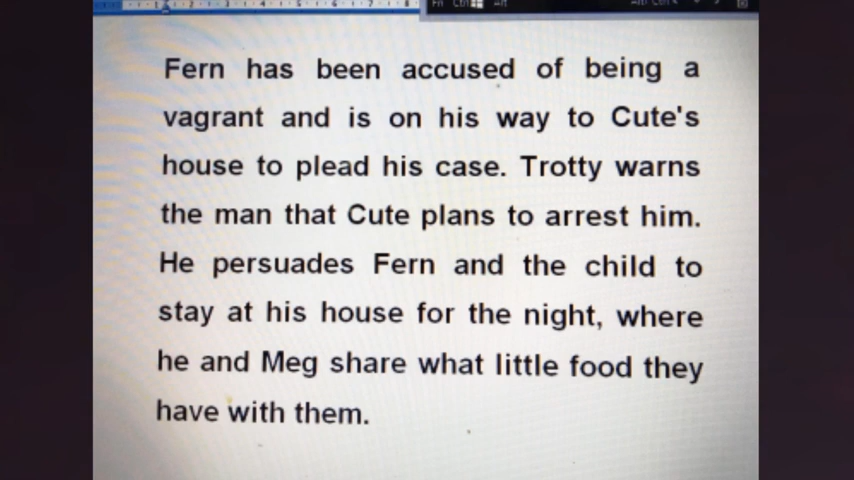 Fern has been accused of being a
vagrant and is on his way to Cute's
house to plead his case. Trotty warns
the man that Cute plans to arrest him.
He persuades Fern and the child to
stay at his house for the night, where
he and Meg share what little food they
have with them.